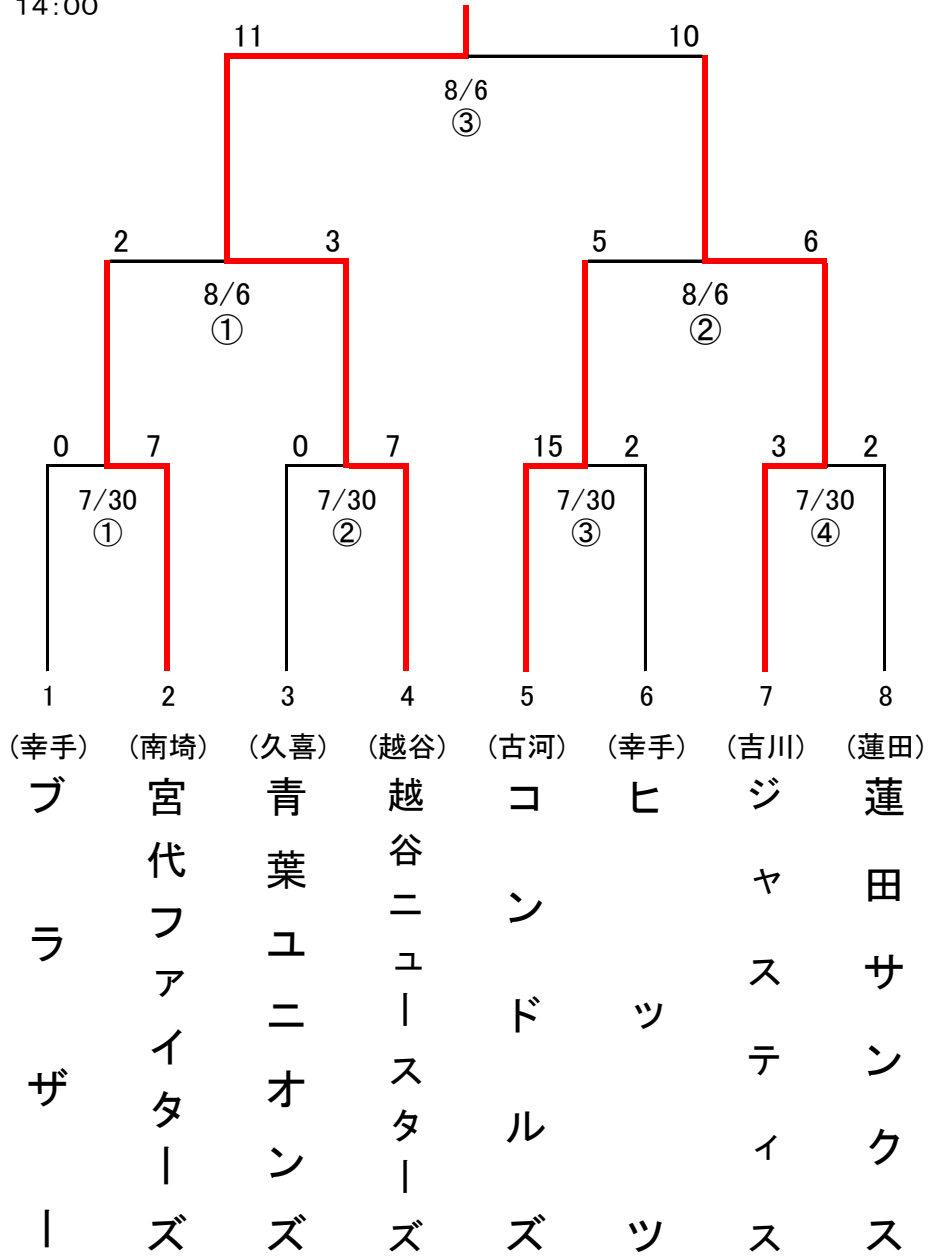 14:00
11 10
8/6
③
2 3 5 6
8/6 8/6
① ②
0 7 0 7 15 2 3 2
7/30 7/30 7/30 7/30
① ② ③ ④
1 2 3 4 5 6 7 8
(幸手) (南埼) (久喜) (越谷) (古河) (幸手) (吉川) (蓮田)
ブラザー
宮代ファイターズ
青葉ユニオンズ
越谷ニュースターズ
コンドルズ
ヒッツ
ジャスティス
蓮田サンクス